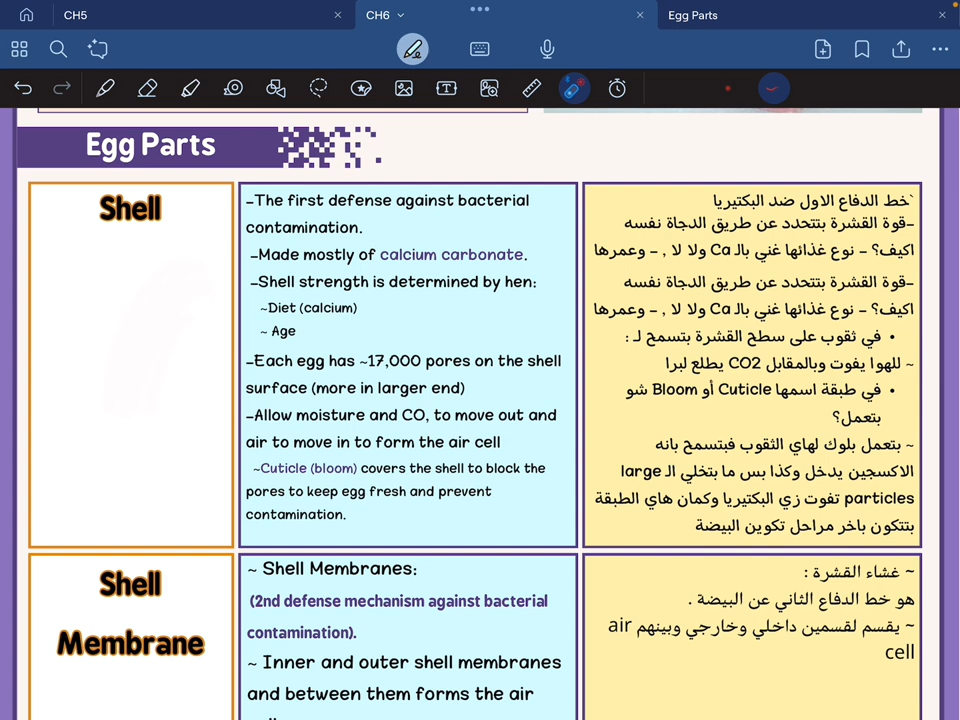 CH5
CH6
Egg Parts
Egg Parts
Shell
-The first defense against bacterial
contamination.
-Made mostly of calcium carbonate.
-Shell strength is determined by hen:
~Diet (calcium)
~ Age
-Each egg has ~17,000 pores on the shell
surface (more in larger end)
-Allow moisture and CO, to move out and
air to move in to form the air cell
~Cuticle (bloom) covers the shell to block the
pores to keep egg fresh and prevent
contamination.
`خط الدفاع الاول ضد البكتيريا
-قوة القشرة بتتحدد عن طريق الدجاة نفسه
اكيف؟ - نوع غذائها غني بالـ Ca ولا لا , - وعمرها
-قوة القشرة بتتحدد عن طريق الدجاة نفسه
اكيف؟ - نوع غذائها غني بالـ Ca ولا لا , - وعمرها
• في ثقوب على سطح القشرة بتسمح لـ :
~ للهوا يفوت وبالمقابل CO2 يطلع لبرا
• في طبقة اسمها Cuticle أو Bloom شو
بتعمل؟
~ بتعمل بلوك لهاي الثقوب فبتسمح بانه
الاكسجين يدخل وكذا بس ما بتخلي الـ large
particles تفوت زي البكتيريا وكمان هاي الطبقة
بتتكون باخر مراحل تكوين البيضة
Shell
Membrane
~ Shell Membranes:
(2nd defense mechanism against bacterial
contamination).
~ Inner and outer shell membranes
and between them forms the air
~ غشاء القشرة :
هو خط الدفاع الثاني عن البيضة .
~ يقسم لقسمين داخلي وخارجي وبينهم air
cell